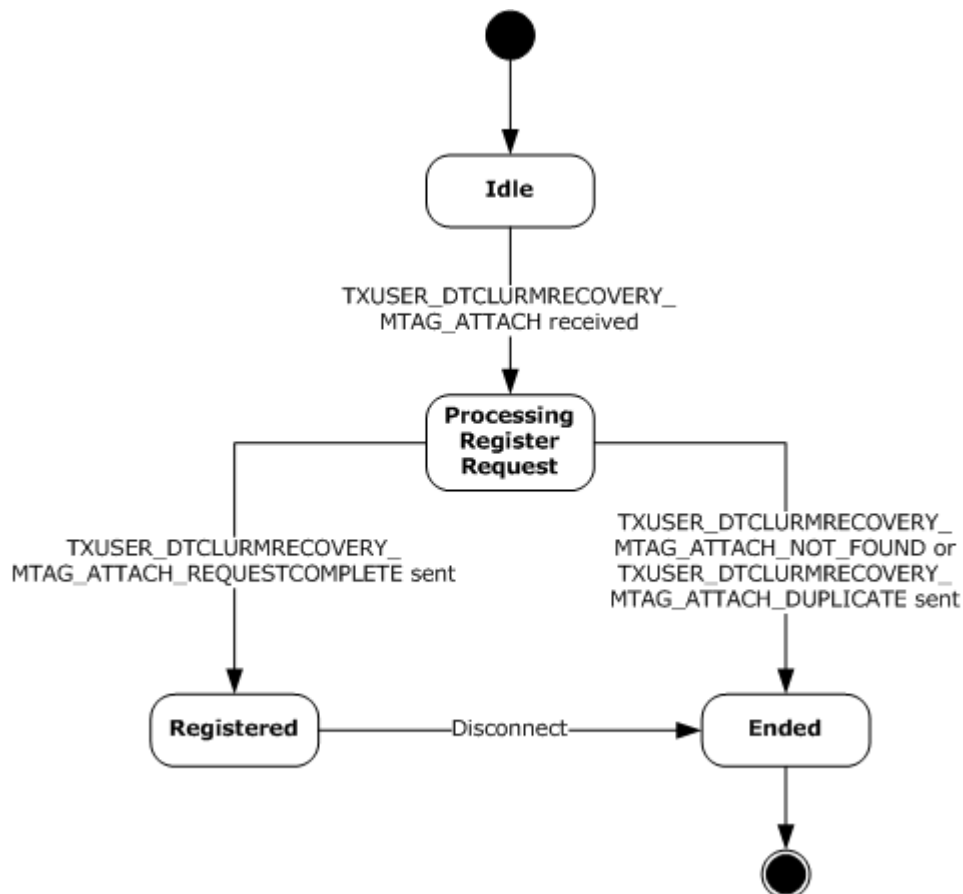 Idle
TXUSER_DTCLURMRECOVERY_
MTAG_ATTACH received
Processing
Register
Request
TXUSER_DTCLURMRECOVERY_
MTAG_ATTACH_REQUESTCOMPLETE sent
TXUSER_DTCLURMRECOVERY_
MTAG_ATTACH_NOT_FOUND or
TXUSER_DTCLURMRECOVERY_
MTAG_ATTACH_DUPLICATE sent
Registered
Disconnect
Ended